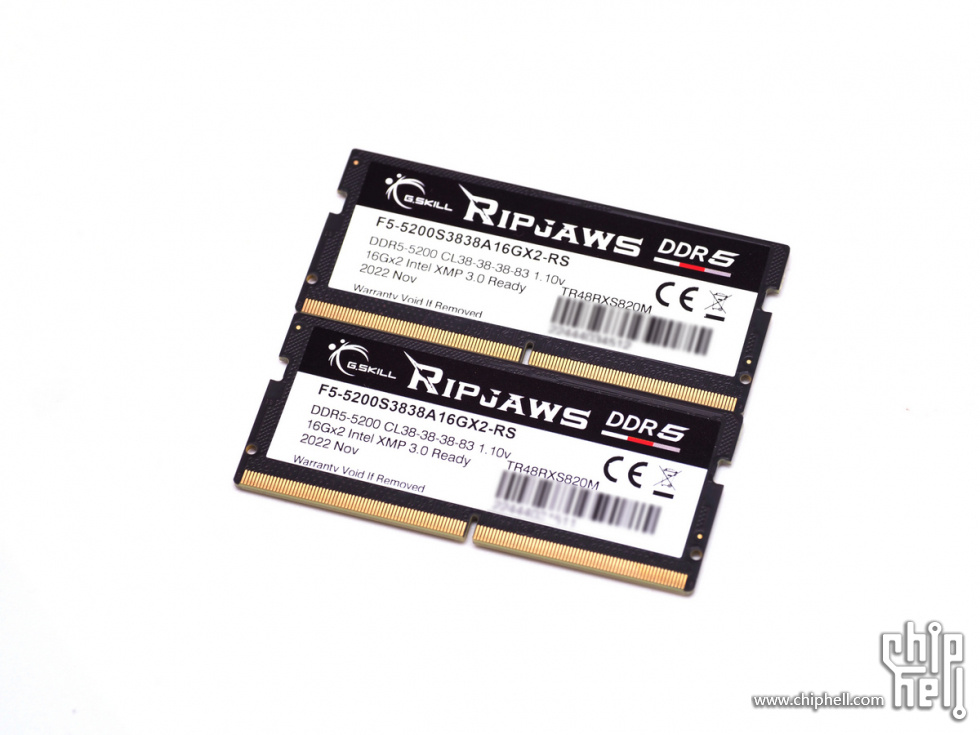 G.SKILL
RIPJAWS DDR5
F5-5200S3838A16GX2-RS
DDR5-5200 CL38-38-38-83 1.10v
16Gx2 Intel XMP 3.0 Ready
TR48RXS820M
2022 Nov
Warranty Void If Removed
CE
G.SKILL
RIPJAWS DDR5
F5-5200S3838A16GX2-RS
DDR5-5200 CL38-38-38-83 1.10v
16Gx2 Intel XMP 3.0 Ready
TR48RXS820M
2022 Nov
Warranty Void If Removed
CE
chip
hell
www.chiphell.com